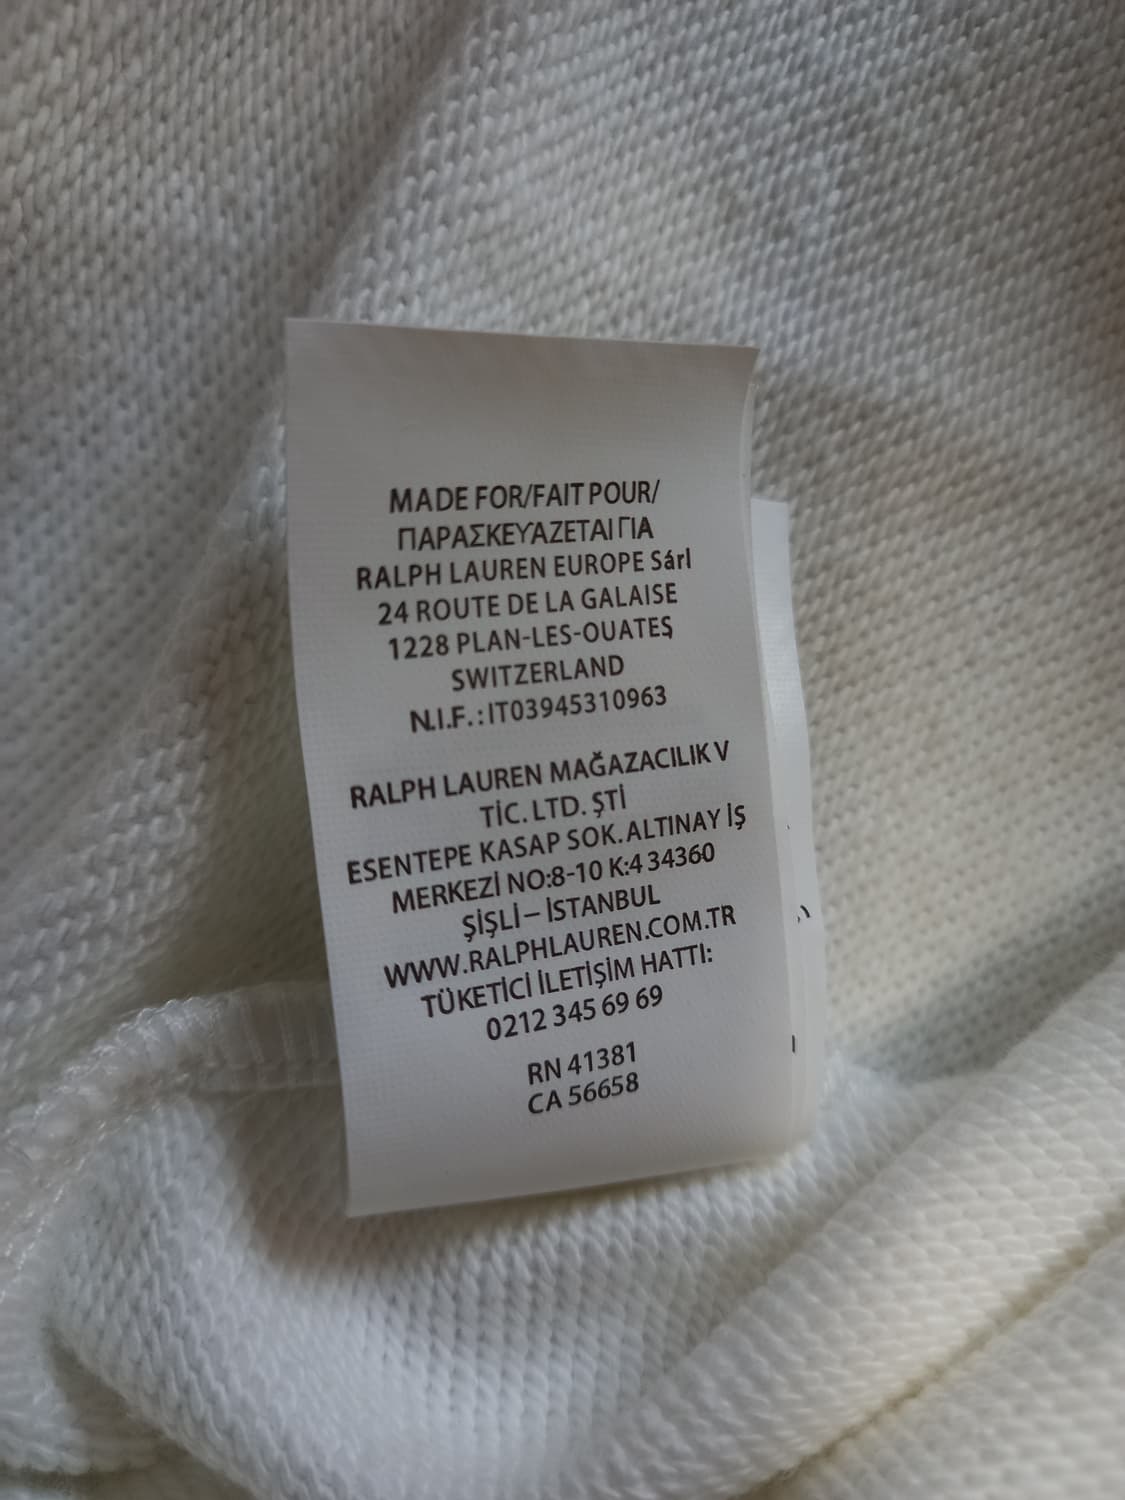 MADE FOR/FAIT POUR/
ΠΑΡΑΣΚΕΥΑΖΕΤΑΙ ΓΙΑ
RALPH LAUREN EUROPE Sárl
24 ROUTE DE LA GALAISE
1228 PLAN-LES-OUATEŞ
SWITZERLAND
N.I.F.:IT03945310963
RALPH LAUREN MAĞAZACILIK V
TİC. LTD. ŞTİ
ESENTEPE KASAP SOK. ALTINAY İŞ
MERKEZİ NO:8-10 K:4 34360
ŞİŞLİ – İSTANBUL
WWW.RALPHLAUREN.COM.TR
TÜKETİCİ İLETİŞİM HATTI:
0212 345 69 69
RN 41381
CA 56658